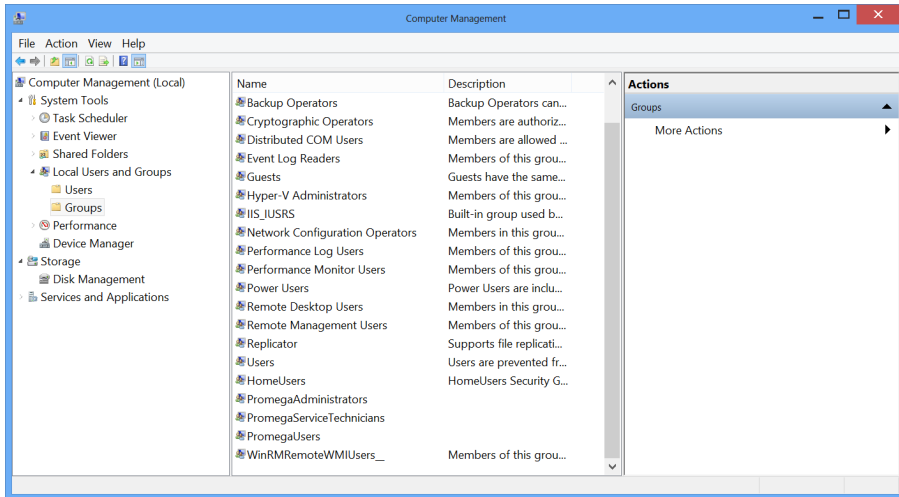 Computer Management
File Action View Help
Computer Management (Local)
System Tools
Task Scheduler
Event Viewer
Shared Folders
Local Users and Groups
Users
Groups
Performance
Device Manager
Storage
Disk Management
Services and Applications
Name Description
Backup Operators Backup Operators can...
Cryptographic Operators Members are authoriz...
Distributed COM Users Members are allowed ...
Event Log Readers Members of this grou...
Guests Guests have the same...
Hyper-V Administrators Members of this grou...
IIS_IUSRS Built-in group used b...
Network Configuration Operators Members in this grou...
Performance Log Users Members of this grou...
Performance Monitor Users Members of this grou...
Power Users Power Users are inclu...
Remote Desktop Users Members in this grou...
Remote Management Users Members of this grou...
Replicator Supports file replicati...
Users Users are prevented fr...
HomeUsers HomeUsers Security G...
PromegaAdministrators
PromegaServiceTechnicians
PromegaUsers
WinRMRemoteWMIUsers__ Members of this grou...
Actions
Groups
More Actions